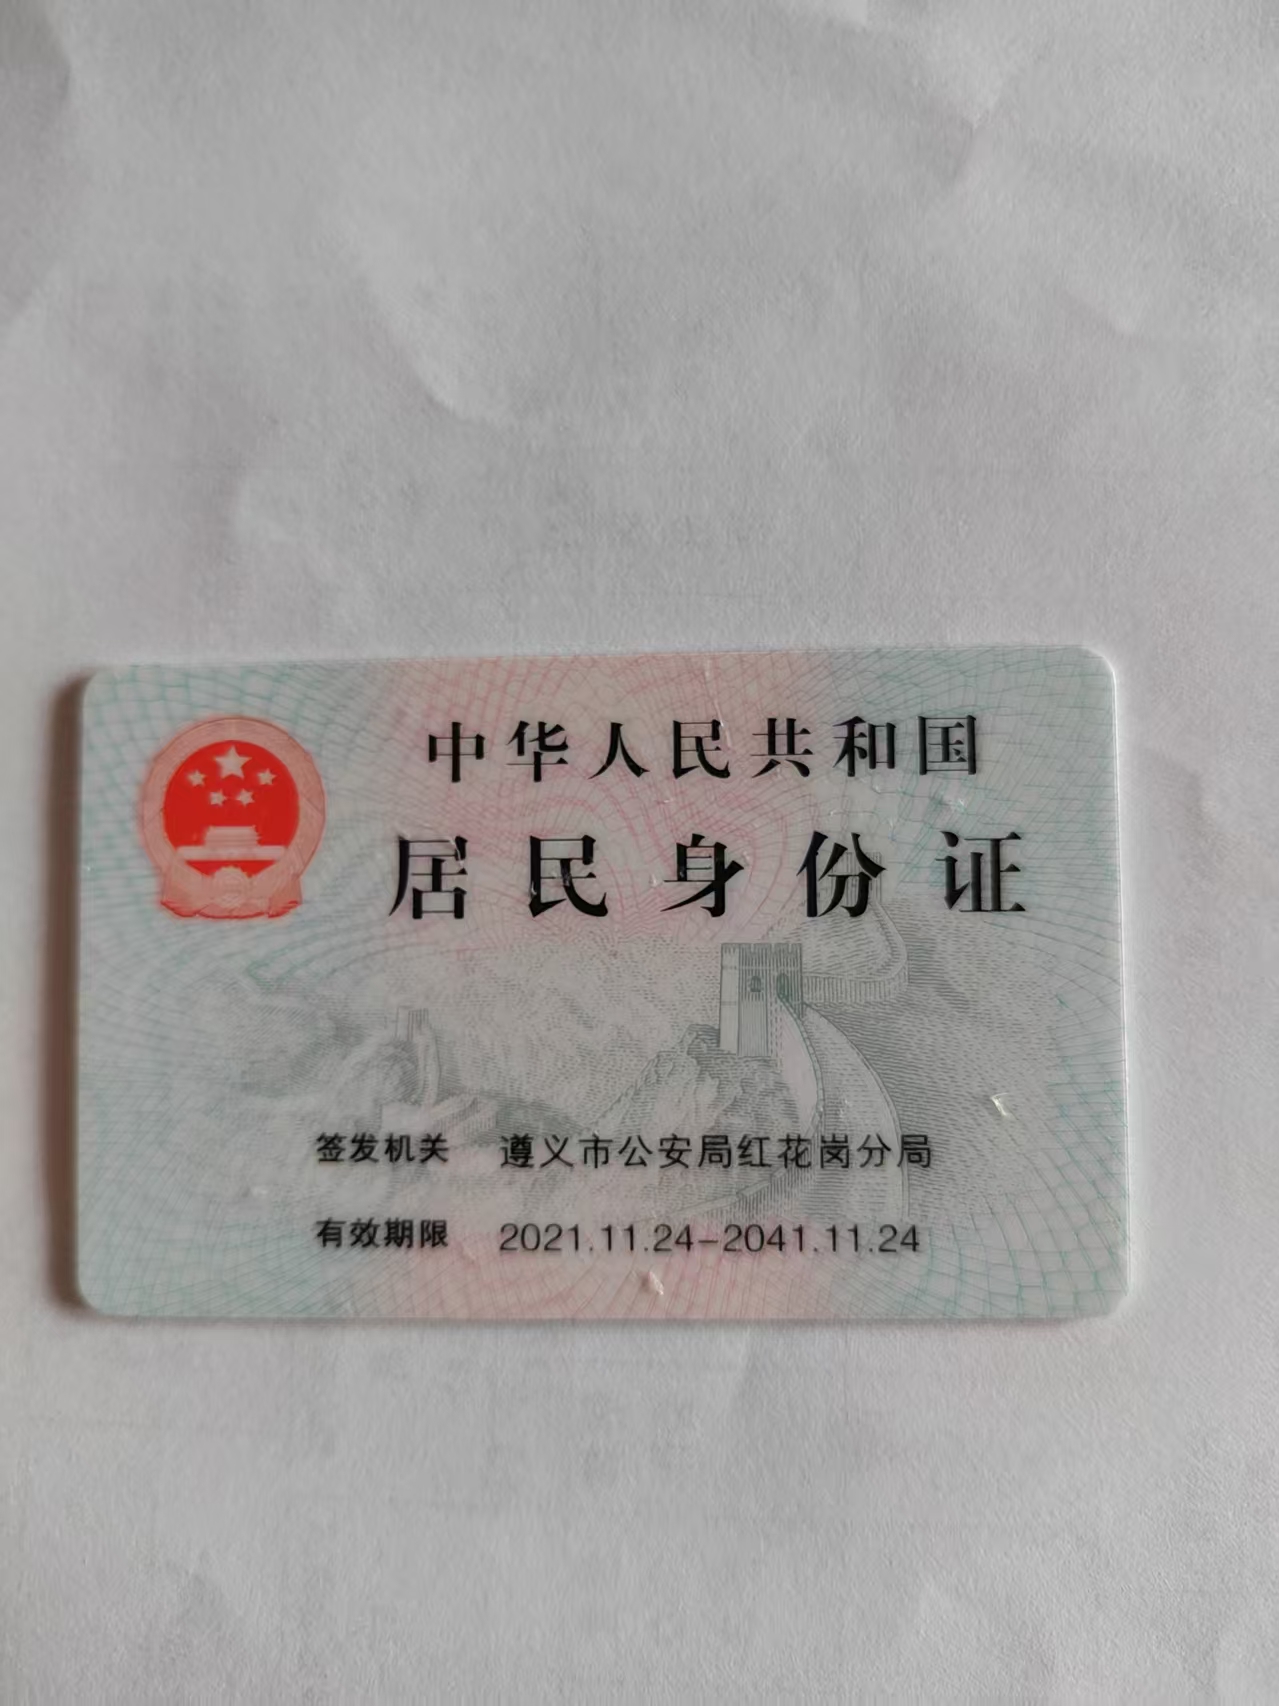 中华人民共和国
居民身份证
签发机关 遵义市公安局红花岗分局
有效期限 2021.11.24-2041.11.24